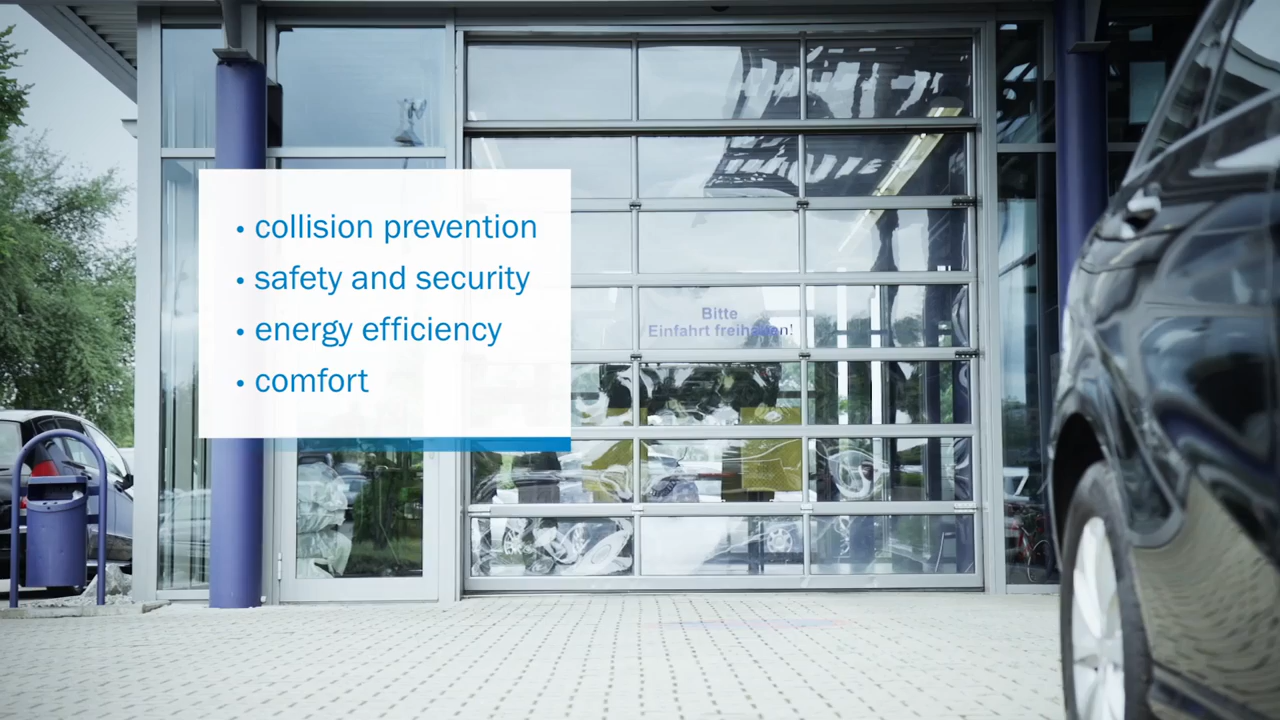 • collision prevention
• safety and security
• energy efficiency
• comfort
Bitte
Einfahrt freihalten!